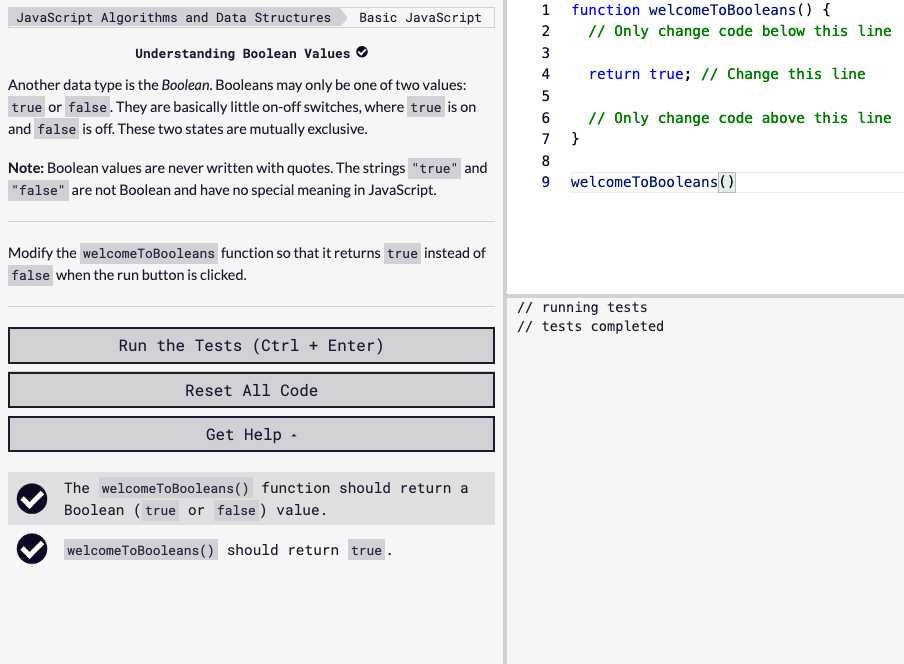 JavaScript Algorithms and Data Structures Basic JavaScript
Understanding Boolean Values
Another data type is the Boolean. Booleans may only be one of two values:
true or false. They are basically little on-off switches, where true is on
and false is off. These two states are mutually exclusive.
Note: Boolean values are never written with quotes. The strings "true" and
"false" are not Boolean and have no special meaning in JavaScript.
Modify the welcomeToBooleans function so that it returns true instead of
false when the run button is clicked.
Run the Tests (Ctrl + Enter)
Reset All Code
Get Help
The welcomeToBooleans() function should return a
Boolean (true or false) value.
welcomeToBooleans() should return true.
1 function welcomeToBooleans() {
2 // Only change code below this line
3
4 return true; // Change this line
5
6 // Only change code above this line
7 }
8
9 welcomeToBooleans()
// running tests
// tests completed